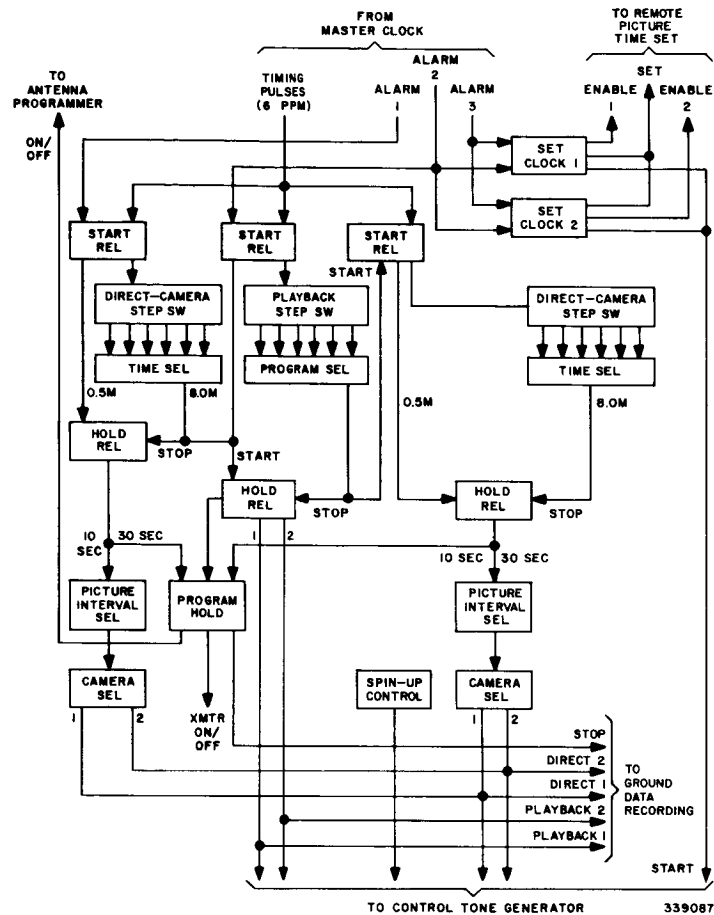 FROM
MASTER CLOCK
TO REMOTE
PICTURE
TIME SET
TO
ANTENNA
PROGRAMMER
TIMING
PULSES
(6 PPM)
ALARM
1
ALARM
2
ALARM
3
SET
ENABLE
1
ENABLE
2
ON/
OFF
SET
CLOCK 1
SET
CLOCK 2
START
REL
START
REL
START
REL
START
DIRECT-CAMERA
STEP SW
PLAYBACK
STEP SW
DIRECT-CAMERA
STEP SW
TIME SEL
PROGRAM SEL
TIME SEL
0.5M
8.0M
0.5M
8.0M
HOLD
REL
STOP
START
HOLD
REL
STOP
HOLD
REL
STOP
1
2
10
SEC
30 SEC
10 SEC
30 SEC
PICTURE
INTERVAL
SEL
PROGRAM
HOLD
PICTURE
INTERVAL
SEL
CAMERA
SEL
SPIN-UP
CONTROL
CAMERA
SEL
1
2
XMTR
ON/
OFF
1
2
STOP
DIRECT 2
DIRECT 1
PLAYBACK 2
PLAYBACK 1
TO
GROUND
DATA
RECORDING
START
TO CONTROL TONE GENERATOR
339087